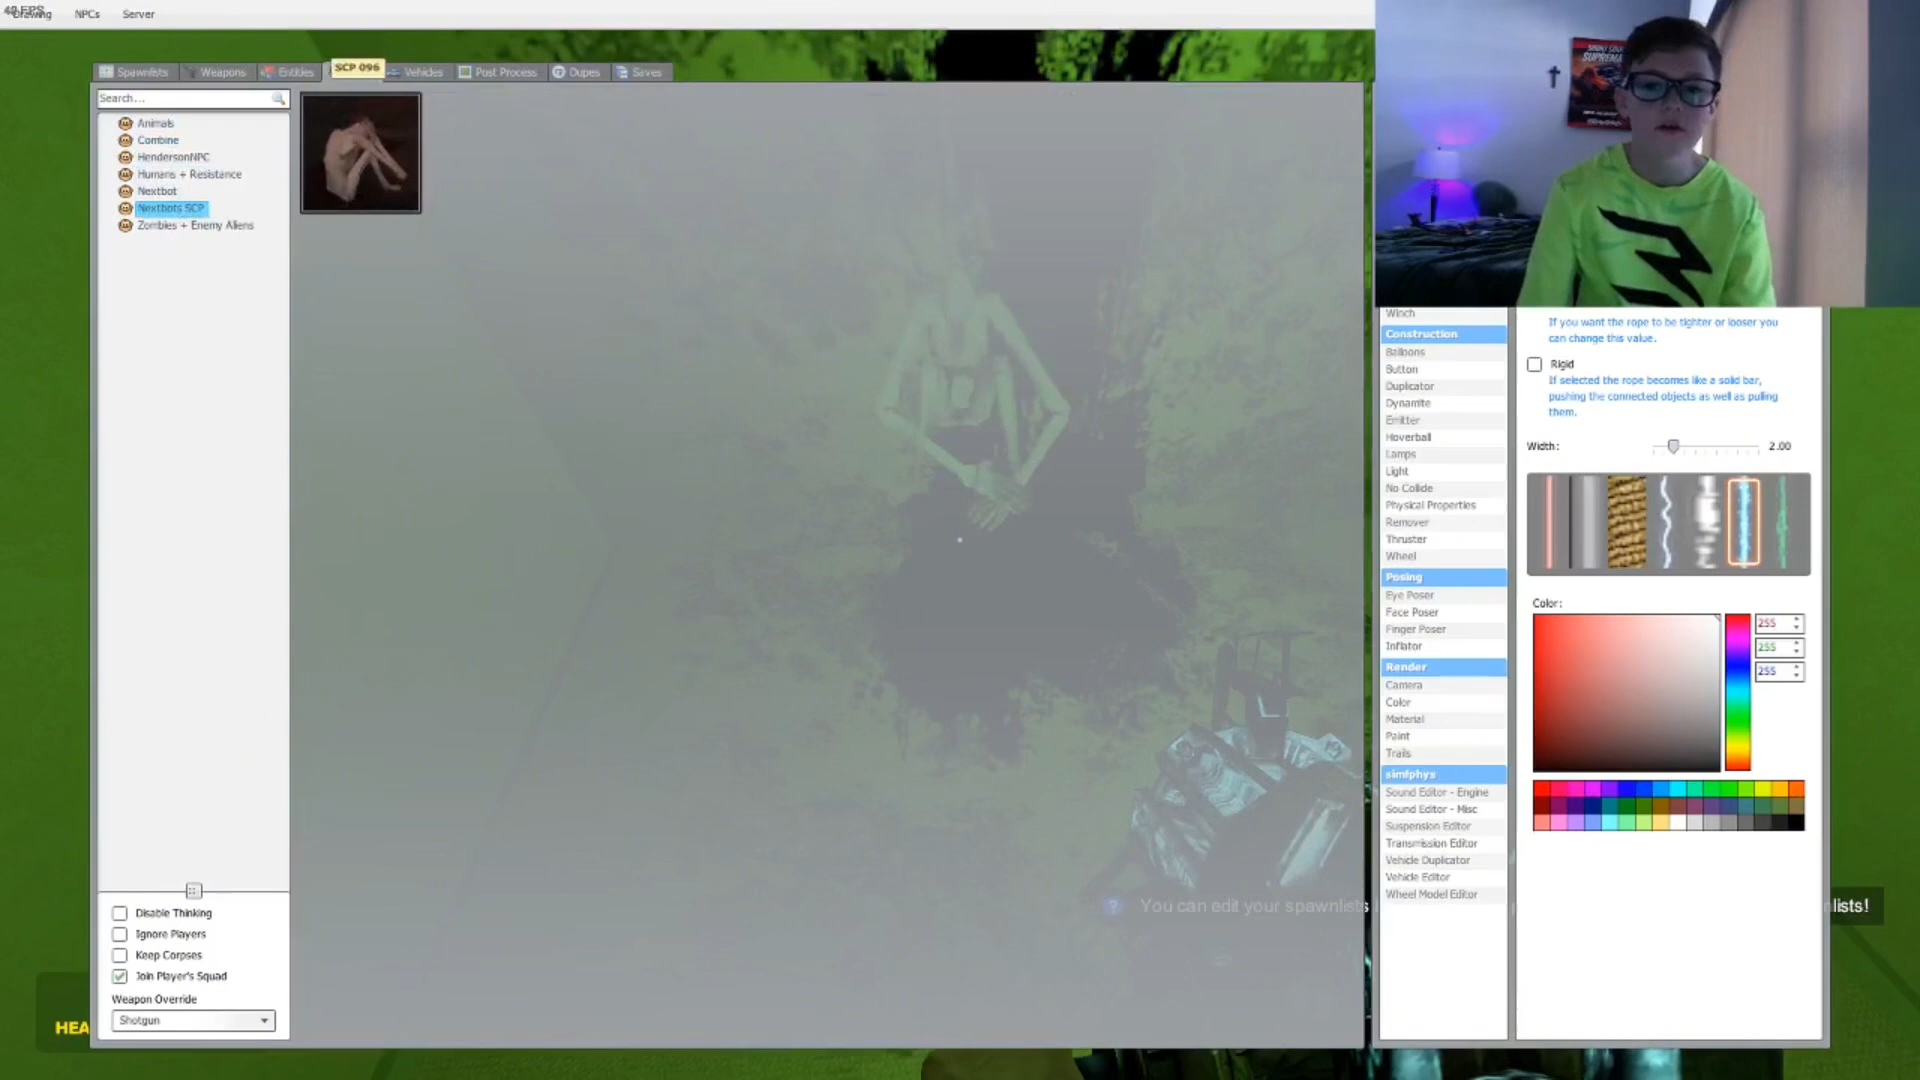 40 FPS
Drawing NPCs Server
Spawnlists Weapons Entities SCP 096 Vehicles Post Process Dupes Saves
Search...
Animals
Combine
HendersonNPC
Humans + Resistance
Nextbot
Nextbots SCP
Zombies + Enemy Aliens
Disable Thinking
Ignore Players
Keep Corpses
Join Player's Squad
Weapon Override
Shotgun
HEA
You can edit your spawnlists
lists!
Winch
Construction
Balloons
Button
Duplicator
Dynamite
Emitter
Hoverball
Lamps
Light
No Collide
Physical Properties
Remover
Thruster
Wheel
Posing
Eye Poser
Face Poser
Finger Poser
Inflator
Render
Camera
Color
Material
Paint
Trails
simfphys
Sound Editor - Engine
Sound Editor - Misc
Suspension Editor
Transmission Editor
Vehicle Duplicator
Vehicle Editor
Wheel Model Editor
If you want the rope to be tighter or looser you
can change this value.
Rigid
If selected the rope becomes like a solid bar,
pushing the connected objects as well as pulling
them.
Width: 2.00
Color:
255
255
255